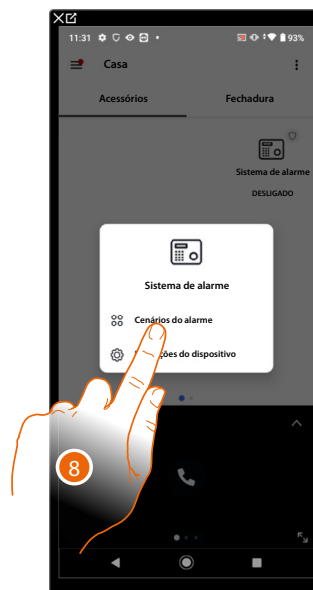 11:31
93%
Casa
Acessórios
Fechadura
Sistema de alarme
DESLIGADO
Sistema de alarme
Cenários do alarme
ções do dispositivo
8